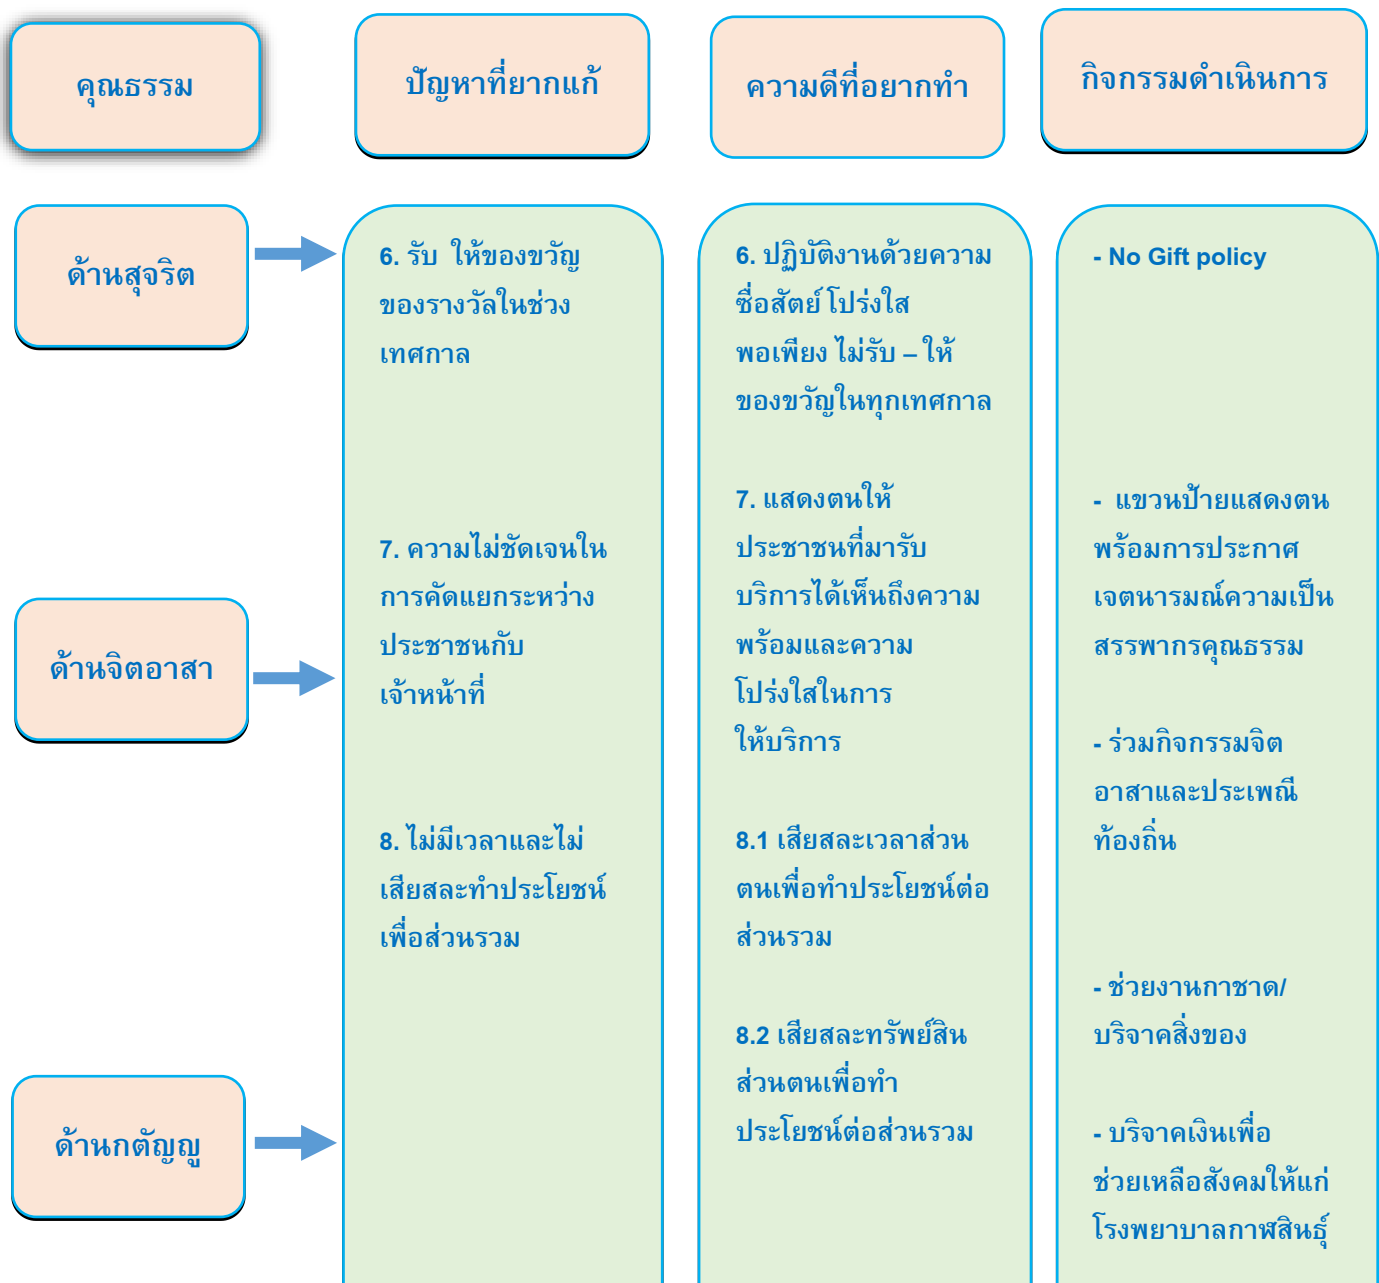 คุณธรรม
ปัญหาที่ยากแก้
ความดีที่อยากทำ
กิจกรรมดำเนินการ
ด้านสุจริต
6. รับ  ให้ของขวัญ
ของรางวัลในช่วง
เทศกาล
7. ความไม่ชัดเจนใน
การคัดแยกระหว่าง
ประชาชนกับ
เจ้าหน้าที่
8. ไม่มีเวลาและไม่
เสียสละทำประโยชน์
เพื่อส่วนรวม
6. ปฏิบัติงานด้วยความ
ซื่อสัตย์ โปร่งใส
พอเพียง ไม่รับ – ให้
ของขวัญในทุกเทศกาล
7. แสดงตนให้
ประชาชนที่มารับ
บริการได้เห็นถึงความ
พร้อมและความ
โปร่งใสในการ
ให้บริการ
8.1 เสียสละเวลาส่วน
ตนเพื่อทำประโยชน์ต่อ
ส่วนรวม
8.2 เสียสละทรัพย์สิน
ส่วนตนเพื่อทำ
ประโยชน์ต่อส่วนรวม
- No Gift policy
-  แขวนป้ายแสดงตน
พร้อมการประกาศ
เจตนารมณ์ความเป็น
สรรพากรคุณธรรม
- ร่วมกิจกรรมจิต
อาสาและประเพณี
ท้องถิ่น
- ช่วยงานกาชาด/
บริจาคสิ่งของ
- บริจาคเงินเพื่อ
ช่วยเหลือสังคมให้แก่
โรงพยาบาลกาฬสินธุ์
ด้านจิตอาสา
ด้านกตัญญู